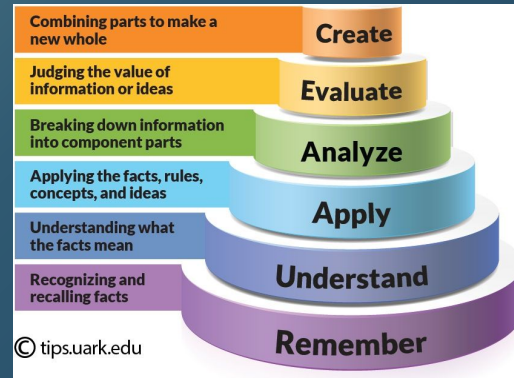 Combining parts to make a
new whole
Create
Judging the value of
information or ideas
Evaluate
Breaking down information
into component parts
Analyze
Applying the facts, rules,
concepts, and ideas
Apply
Understanding what
the facts mean
Understand
Recognizing and
recalling facts
Remember
© tips.uark.edu